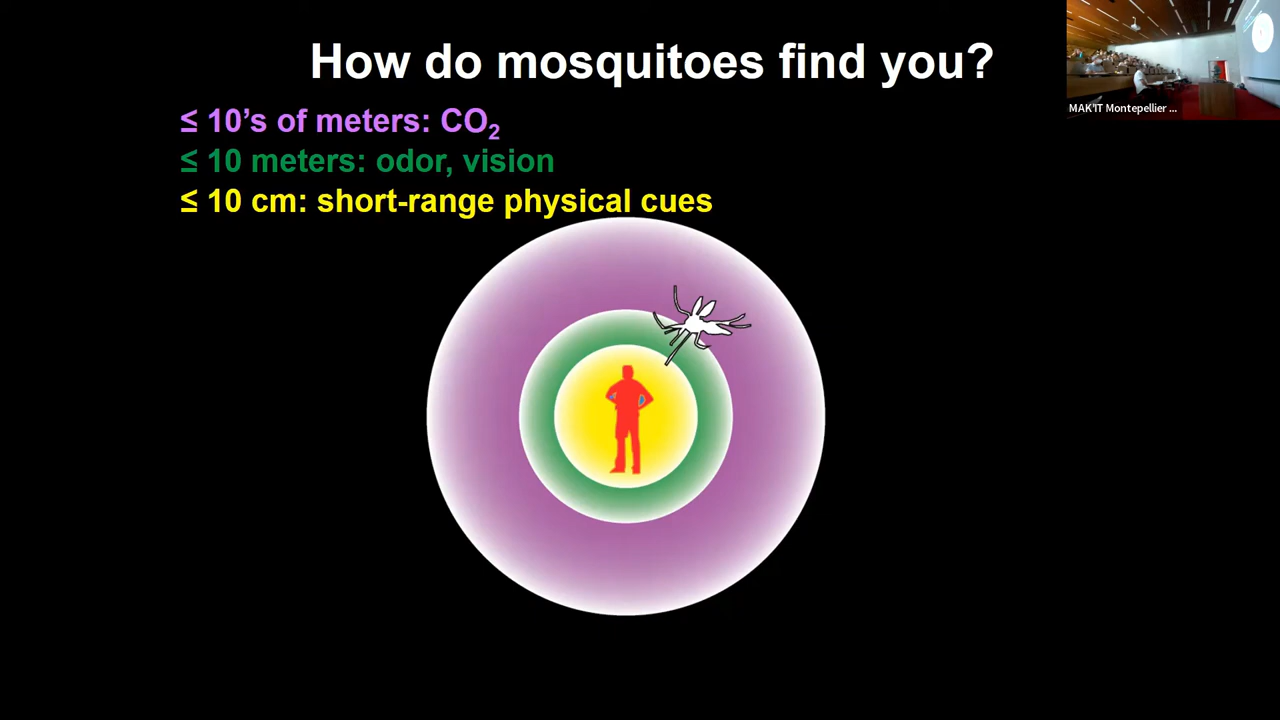 How do mosquitoes find you?
≤ 10's of meters: CO₂
≤ 10 meters: odor, vision
≤ 10 cm: short-range physical cues
MAK'IT Montepellier ...